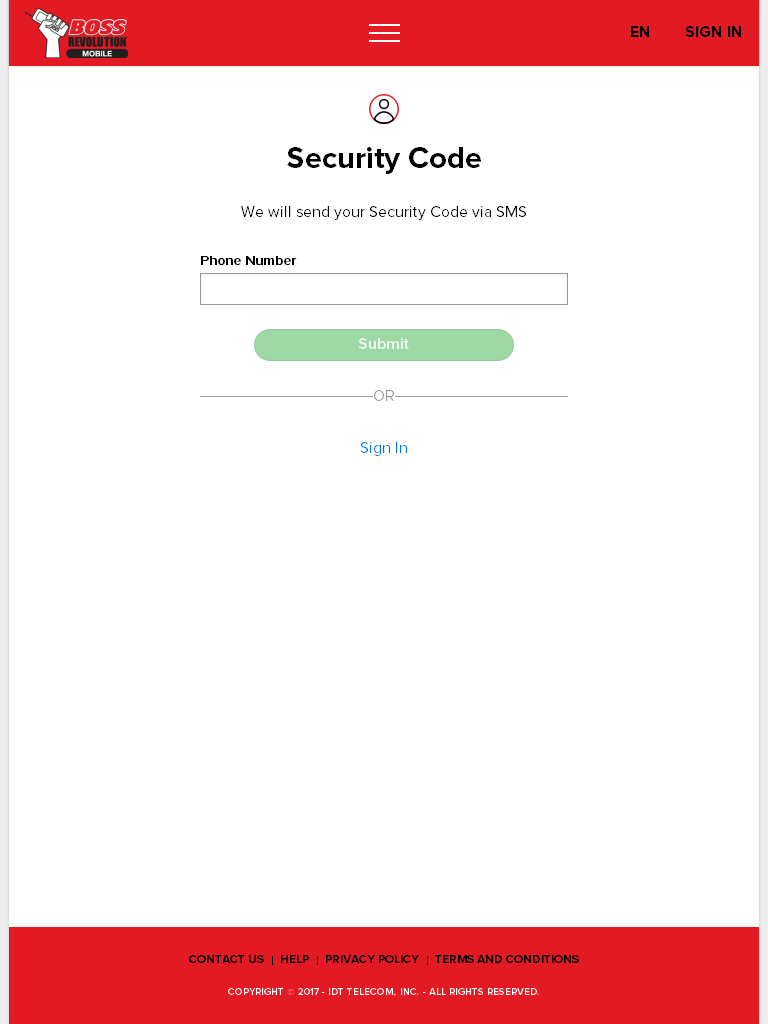 BOSS
REVOLUTION
MOBILE
EN SIGN IN
Security Code
We will send your Security Code via SMS
Phone Number
Submit
OR
Sign In
CONTACT US | HELP | PRIVACY POLICY | TERMS AND CONDITIONS
COPYRIGHT © 2017 - IDT TELECOM, INC. - ALL RIGHTS RESERVED.